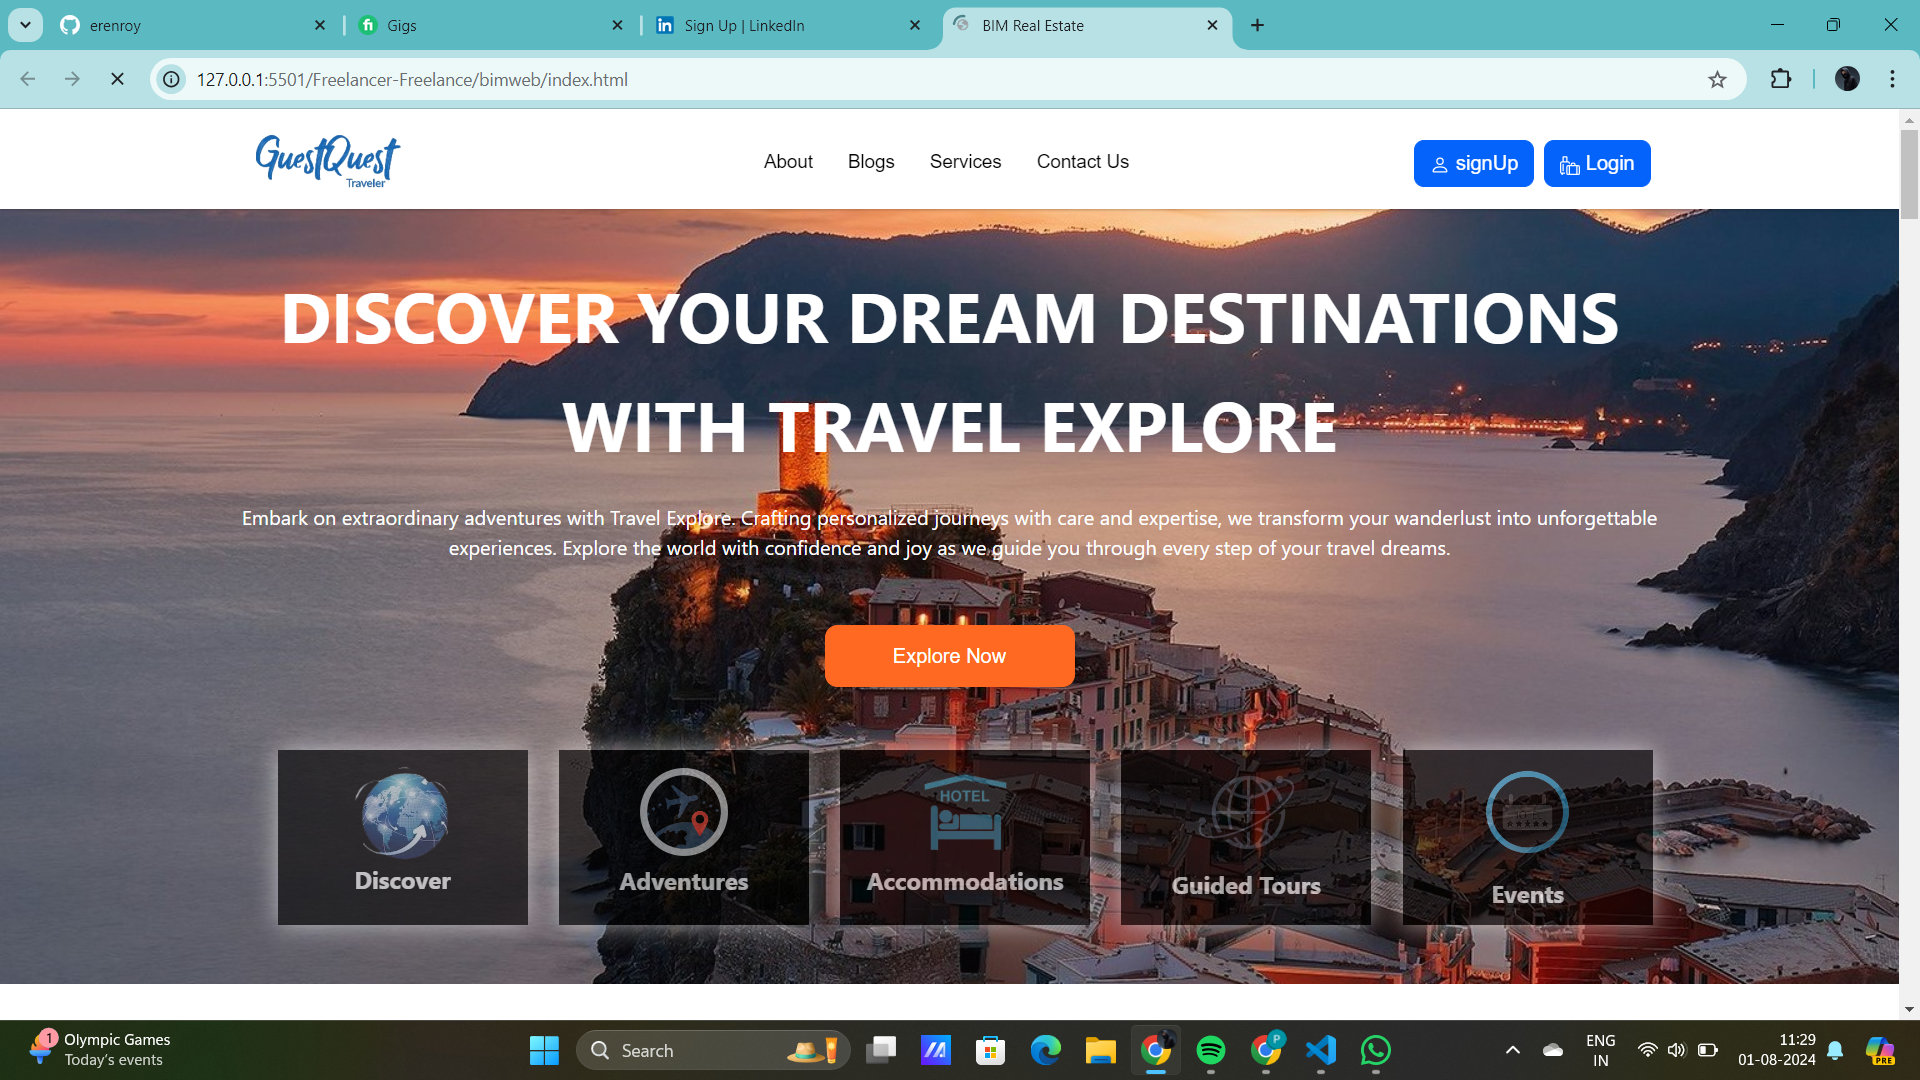 erenroy
Gigs
Sign Up | LinkedIn
BIM Real Estate
127.0.0.1:5501/Freelancer-Freelance/bimweb/index.html
GuestQuest
Traveler
About
Blogs
Services
Contact Us
signUp
Login
DISCOVER YOUR DREAM DESTINATIONS
WITH TRAVEL EXPLORE
Embark on extraordinary adventures with Travel Explore. Crafting personalized journeys with care and expertise, we transform your wanderlust into unforgettable
experiences. Explore the world with confidence and joy as we guide you through every step of your travel dreams.
Explore Now
HOTEL
Discover
Adventures
Accommodations
Guided Tours
Events
1
Olympic Games
Today's events
Search
P
ENG
IN
11:29
01-08-2024
PRE